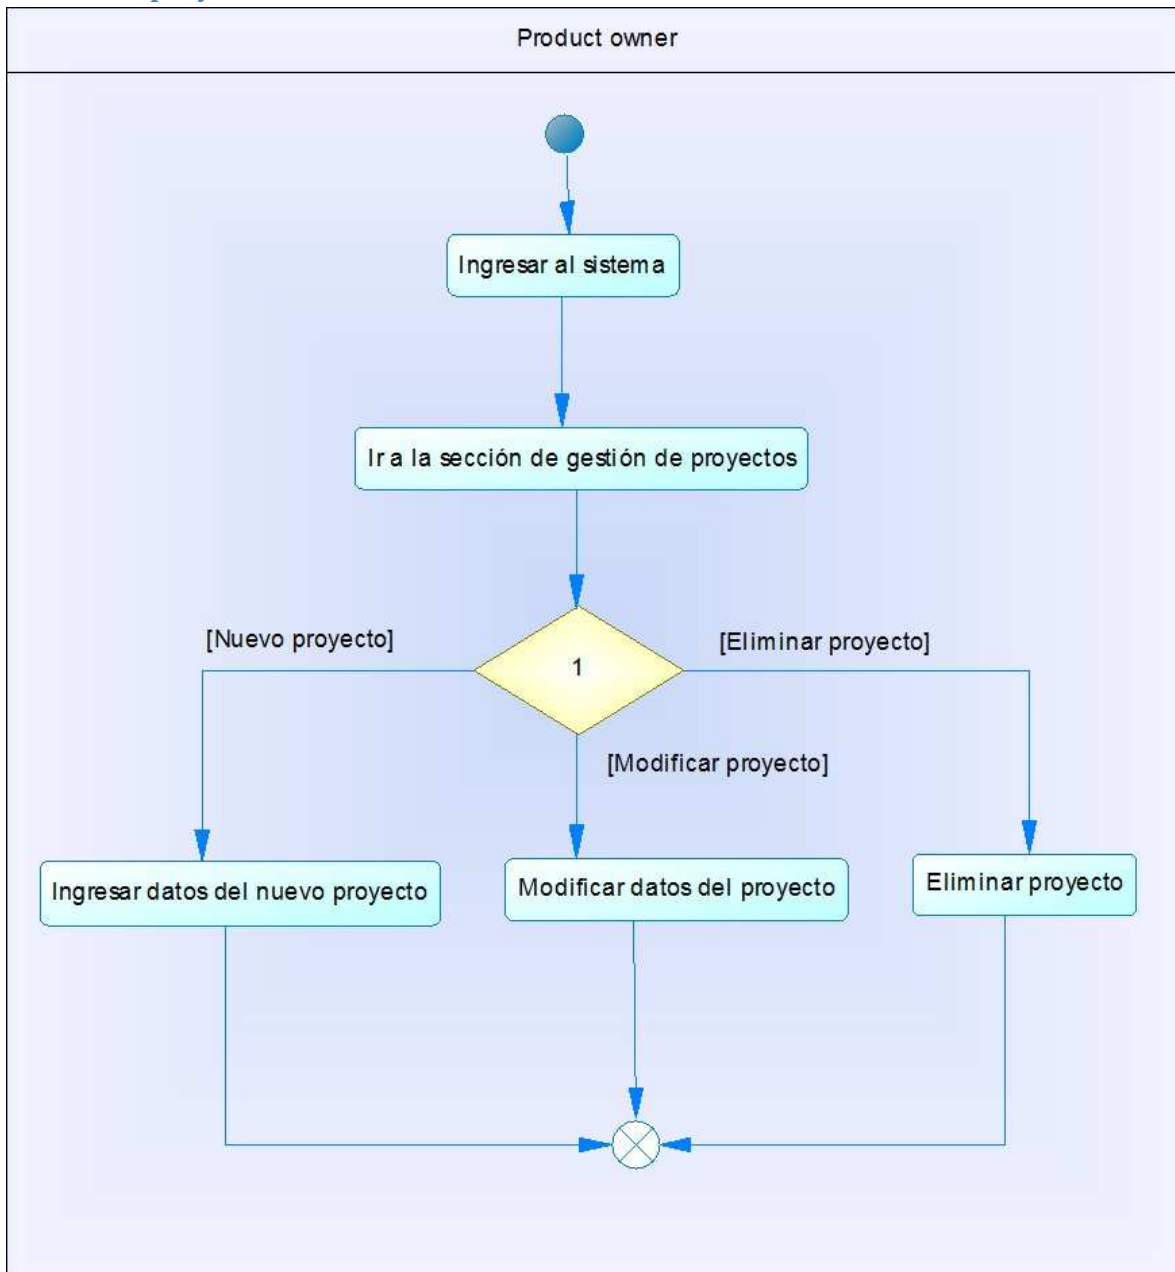 Product owner
Ingresar al sistema
Ir a la sección de gestión de proyectos
[Nuevo proyecto]
[Eliminar proyecto]
1
[Modificar proyecto]
Ingresar datos del nuevo proyecto
Modificar datos del proyecto
Eliminar proyecto